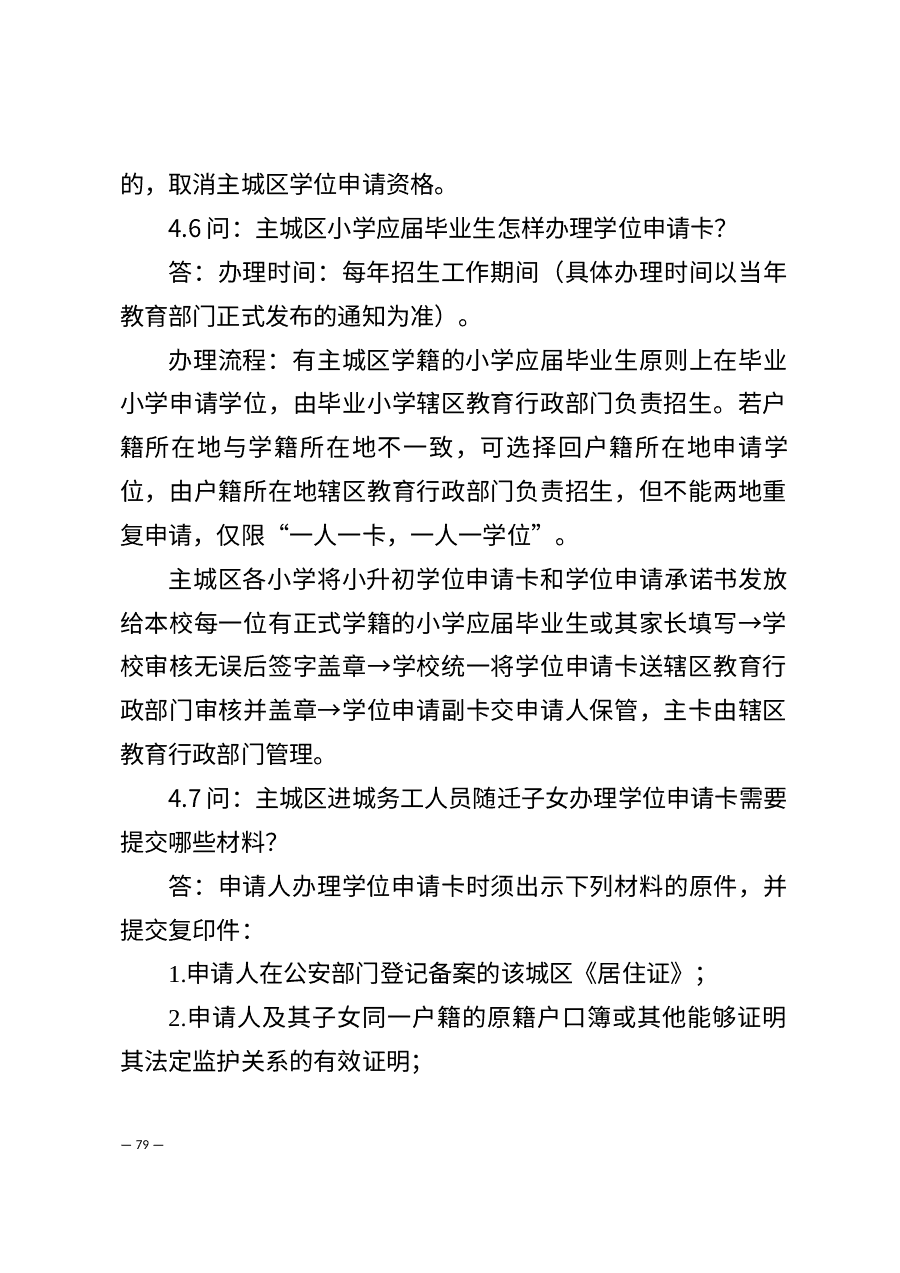 的，取消主城区学位申请资格。
4.6 问：主城区小学应届毕业生怎样办理学位申请卡？
答：办理时间：每年招生工作期间（具体办理时间以当年
教育部门正式发布的通知为准）。
办理流程：有主城区学籍的小学应届毕业生原则上在毕业
小学申请学位，由毕业小学辖区教育行政部门负责招生。若户
籍所在地与学籍所在地不一致，可选择回户籍所在地申请学
位，由户籍所在地辖区教育行政部门负责招生，但不能两地重
复申请，仅限“一人一卡，一人一学位”。
主城区各小学将小升初学位申请卡和学位申请承诺书发放
给本校每一位有正式学籍的小学应届毕业生或其家长填写→学
校审核无误后签字盖章→学校统一将学位申请卡送辖区教育行
政部门审核并盖章→学位申请副卡交申请人保管，主卡由辖区
教育行政部门管理。
4.7 问：主城区进城务工人员随迁子女办理学位申请卡需要
提交哪些材料？
答：申请人办理学位申请卡时须出示下列材料的原件，并
提交复印件：
1.申请人在公安部门登记备案的该城区《居住证》；
2.申请人及其子女同一户籍的原籍户口簿或其他能够证明
其法定监护关系的有效证明；
— 79 —